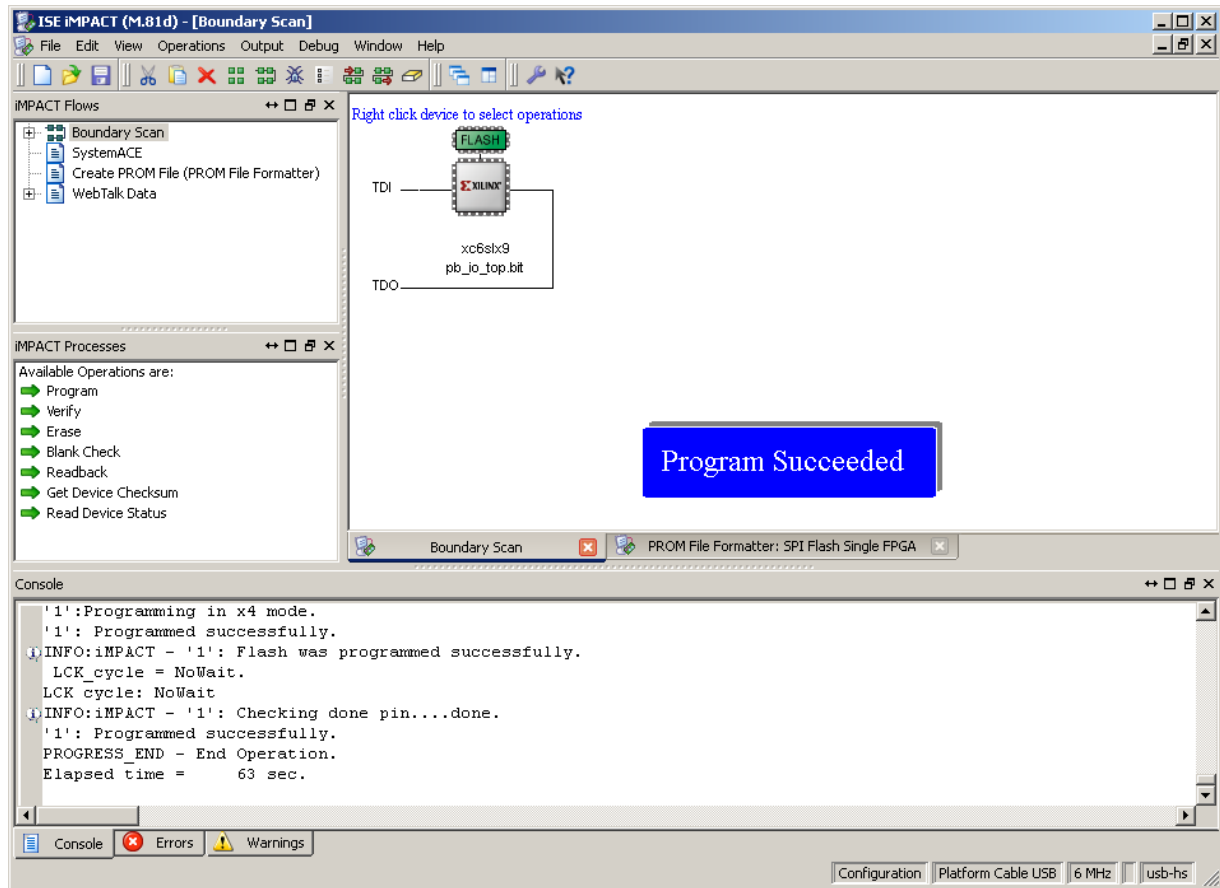 ISE iMPACT (M.81d) - [Boundary Scan]
File Edit View Operations Output Debug Window Help
iMPACT Flows
Boundary Scan
SystemACE
Create PROM File (PROM File Formatter)
WebTalk Data
Right click device to select operations
FLASH
TDI
XILINX
xc6slx9
pb_io_top.bit
TDO
iMPACT Processes
Available Operations are:
Program
Verify
Erase
Blank Check
Readback
Get Device Checksum
Read Device Status
Program Succeeded
Boundary Scan
PROM File Formatter: SPI Flash Single FPGA
Console
'1':Programming in x4 mode.
'1': Programmed successfully.
INFO:iMPACT - '1': Flash was programmed successfully.
LCK_cycle = NoWait.
LCK cycle: NoWait
INFO:iMPACT - '1': Checking done pin....done.
'1': Programmed successfully.
PROGRESS_END - End Operation.
Elapsed time =     63 sec.
Console Errors Warnings
Configuration Platform Cable USB 6 MHz usb-hs